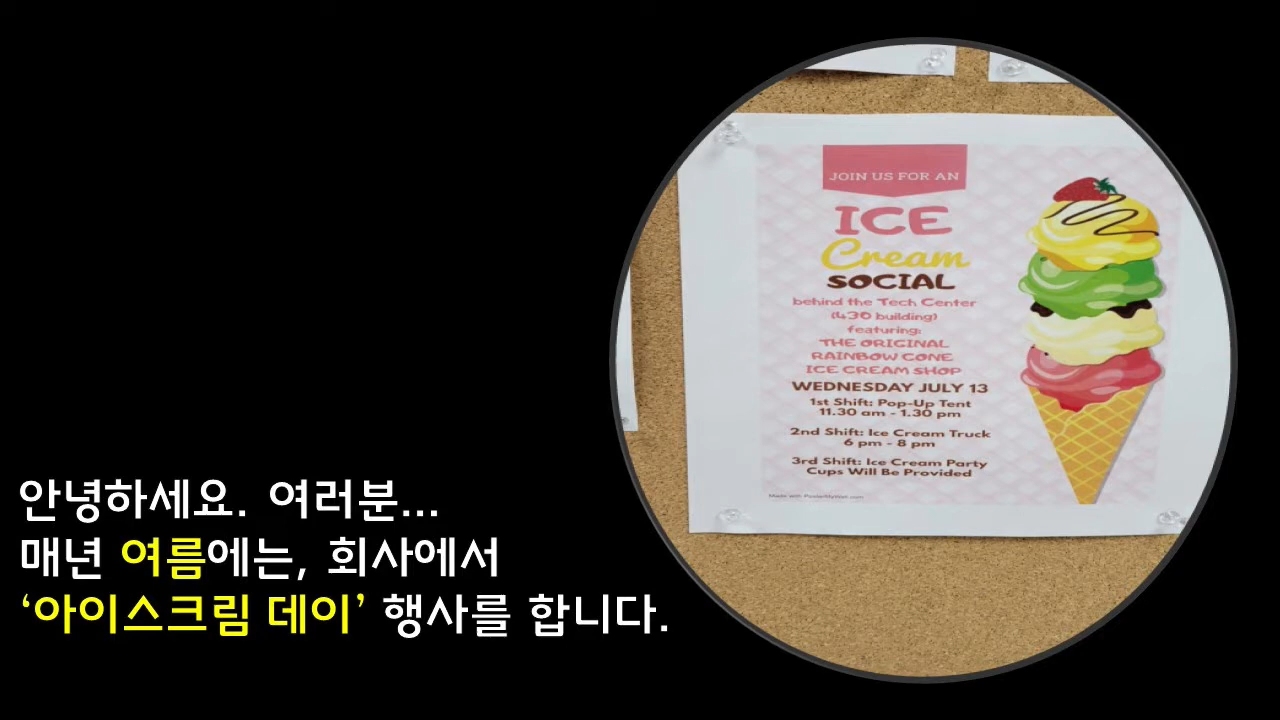 안녕하세요. 여러분...
매년 여름에는, 회사에서
‘아이스크림 데이’ 행사를 합니다.
JOIN US FOR AN
ICE
Cream
SOCIAL
behind the Tech Center
(430 building)
featuring:
THE ORIGINAL
RAINBOW CONE
ICE CREAM SHOP
WEDNESDAY JULY 13
1st Shift: Pop-Up Tent
11.30 am - 1.30 pm
2nd Shift: Ice Cream Truck
6 pm - 8 pm
3rd Shift: Ice Cream Party
Cups Will Be Provided
Made with PosterMyWall.com